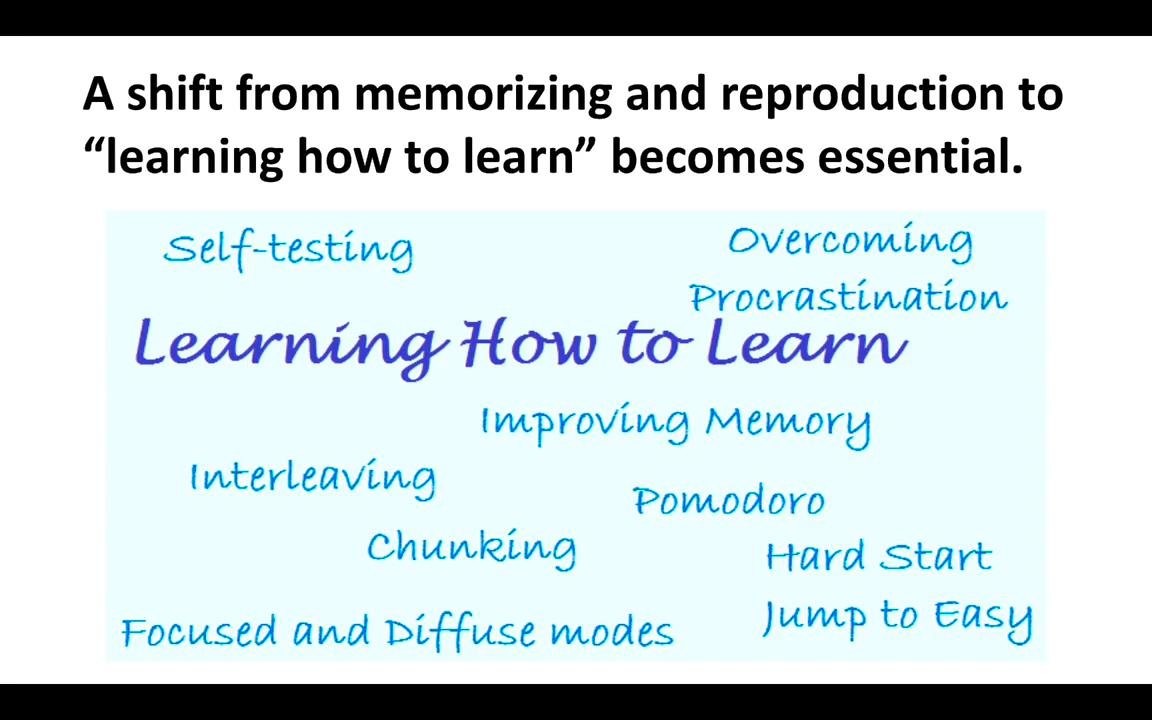 A shift from memorizing and reproduction to
“learning how to learn” becomes essential.
Self-testing
Overcoming
Procrastination
Learning How to Learn
Improving Memory
Interleaving
Pomodoro
Chunking
Hard Start
Jump to Easy
Focused and Diffuse modes